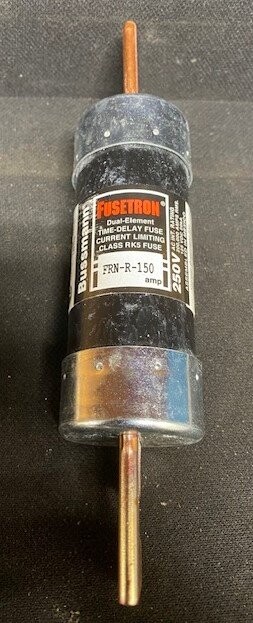 Bussmann
FUSETRON
Dual-Element
TIME-DELAY FUSE
CURRENT LIMITING
CLASS RK5 FUSE
FRN-R-150
amp
250V